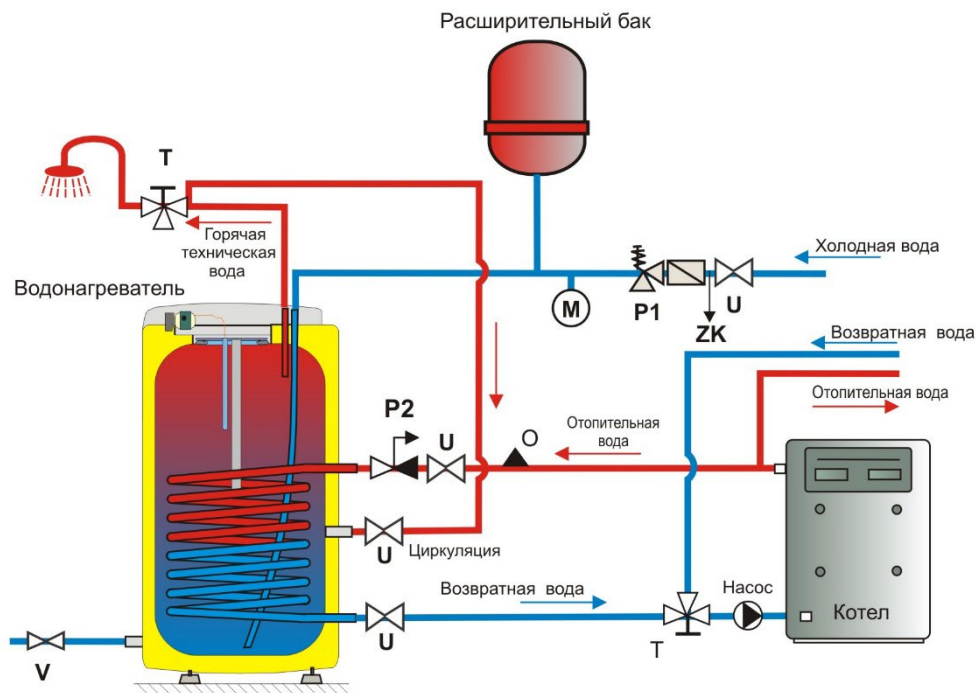 Расширительный бак
T
Горячая
техническая
вода
Холодная вода
Водонагреватель
M
P1
U
ZK
Возвратная вода
Отопительная вода
P2
U
O
Отопительная
вода
U
Циркуляция
Возвратная вода
Насос
Котел
U
T
V